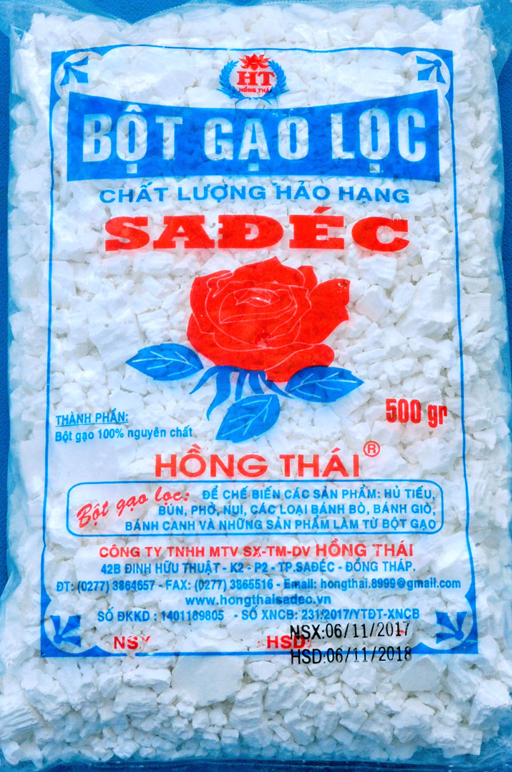 HT
HỒNG THÁI
BỘT GẠO LỌC
CHẤT LƯỢNG HẢO HẠNG
SAĐÉC
THÀNH PHẦN:
Bột gạo 100% nguyên chất
500 gr
HỒNG THÁI®
Bột gạo lọc: ĐỂ CHẾ BIẾN CÁC SẢN PHẨM: HỦ TIẾU,
BÚN, PHỞ, NUI, CÁC LOẠI BÁNH BÒ, BÁNH GIÒ,
BÁNH CANH VÀ NHỮNG SẢN PHẨM LÀM TỪ BỘT GẠO
CÔNG TY TNHH MTV SX-TM-DV HỒNG THÁI
42B ĐINH HỮU THUẬT - K2 - P2 - TP.SAĐÉC - ĐỒNG THÁP.
ĐT: (0277) 3864657 - FAX: (0277) 3865516 - Email: hongthai.8999@gmail.com
www.hongthaisadec.vn
SỐ ĐKKD : 1401189805 - SỐ XNCB: 231/2017/YTĐT-XNCB
NSX HSD:
NSX:06/11/2017
HSD:06/11/2018